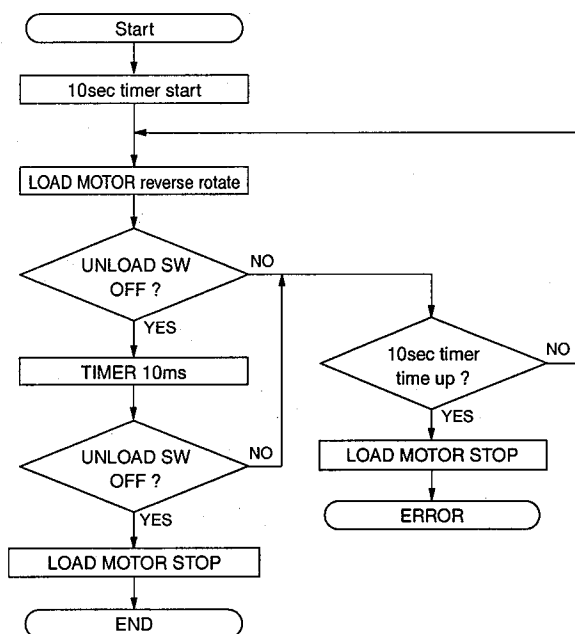 Start
10sec timer start
LOAD MOTOR reverse rotate
UNLOAD SW
OFF ?
NO
YES
TIMER 10ms
UNLOAD SW
OFF ?
NO
YES
LOAD MOTOR STOP
END
10sec timer
time up ?
NO
YES
LOAD MOTOR STOP
ERROR